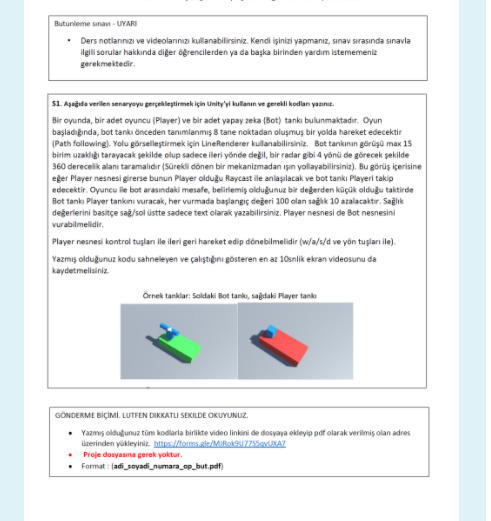 Butunleme sınavı - UYARI
• Ders notlarınızı ve videolarınızı kullanabilirsiniz. Kendi işinizi yapmanız, sınav sırasında sınavla
ilgili sorular hakkında diğer öğrencilerden ya da başka birinden yardım istememeniz
gerekmektedir.
S1. Aşağıda verilen senaryoyu gerçekleştirmek için Unity'yi kullanın ve gerekli kodları yazınız.
Bir oyunda, bir adet oyuncu (Player) ve bir adet yapay zeka (Bot) tankı bulunmaktadır. Oyun
başladığında, bot tankı önceden tanımlanmış 8 tane noktadan oluşmuş bir yolda hareket edecektir
(Path following). Yolu görselleştirmek için LineRenderer kullanabilirsiniz. Bot tankının görüşü max 15
birim uzaklığı tarayacak şekilde olup sadece ileri yönde değil, bir radar gibi 4 yönü de görecek şekilde
360 derecelik alanı taramalıdır (Sürekli dönen bir mekanizmadan ışın yollayabilirsiniz). Bu görüş içerisine
eğer Player nesnesi girerse bunun Player olduğu Raycast ile anlaşılacak ve bot tankı Playeri takip
edecektir. Oyuncu ile bot arasındaki mesafe, belirlemiş olduğunuz bir değerden küçük olduğu taktirde
Bot tankı Player tankını vuracak, her vurmada başlangıç değeri 100 olan sağlık 10 azalacaktır. Sağlık
değerlerini basitçe sağ/sol üstte sadece text olarak yazabilirsiniz. Player nesnesi de Bot nesnesini
vurabilmelidir.
Player nesnesi kontrol tuşları ile ileri geri hareket edip dönebilmelidir (w/a/s/d ve yön tuşları ile).
Yazmış olduğunuz kodu sahneleyen ve çalıştığını gösteren en az 10snlik ekran videosunu da
kaydetmelisiniz.
Örnek tanklar: Soldaki Bot tankı, sağdaki Player tankı
GÖNDERME BİÇİMİ. LUTFEN DIKKATLI SEKILDE OKUYUNUZ.
• Yazmış olduğunuz tüm kodlarla birlikte video linkini de dosyaya ekleyip pdf olarak verilmiş olan adres
üzerinden yükleyiniz.
• Proje dosyasına gerek yoktur.
• Format : (adi_soyadi_numara_op_but.pdf)